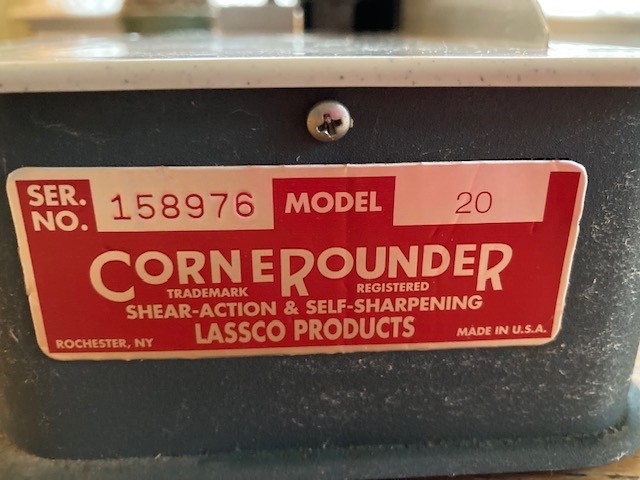 SER. NO. 158976 MODEL 20
CORNEROUNDER
TRADEMARK REGISTERED
SHEAR-ACTION & SELF-SHARPENING
LASSCO PRODUCTS
ROCHESTER, NY MADE IN U.S.A.